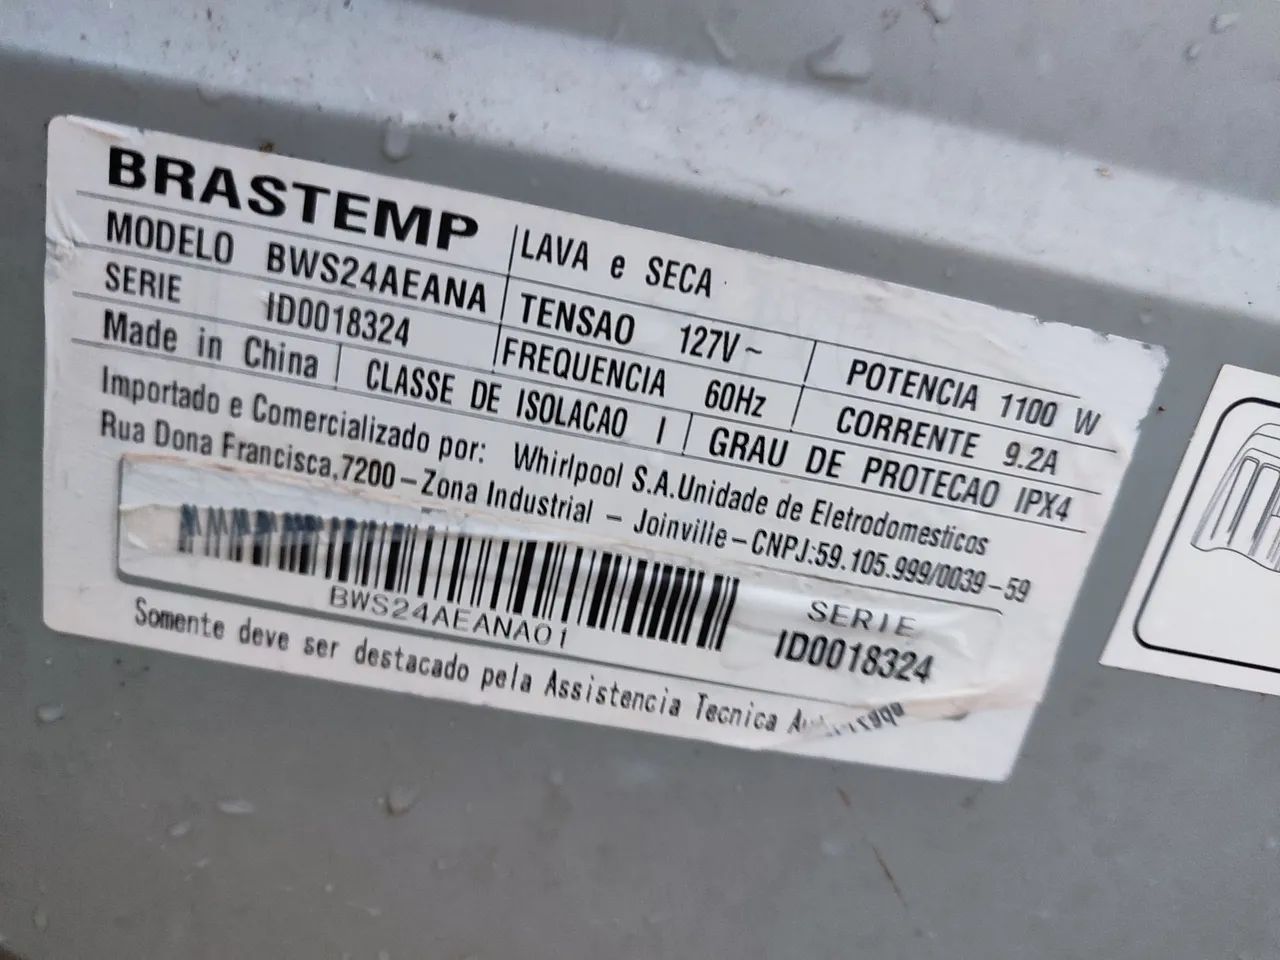 BRASTEMP
LAVA e SECA
MODELO BWS24AEANA
TENSAO 127V~
POTENCIA 1100 W
SERIE ID0018324
FREQUENCIA 60Hz
CORRENTE 9.2A
Made in China
CLASSE DE ISOLACAO I
GRAU DE PROTECAO IPX4
Importado e Comercializado por: Whirlpool S.A.Unidade de Eletrodomesticos
Rua Dona Francisca,7200-Zona Industrial - Joinville-CNPJ:59.105.999/0039-59
BWS24AEANA01
SERIE
ID0018324
Somente deve ser destacado pela Assistencia Tecnica